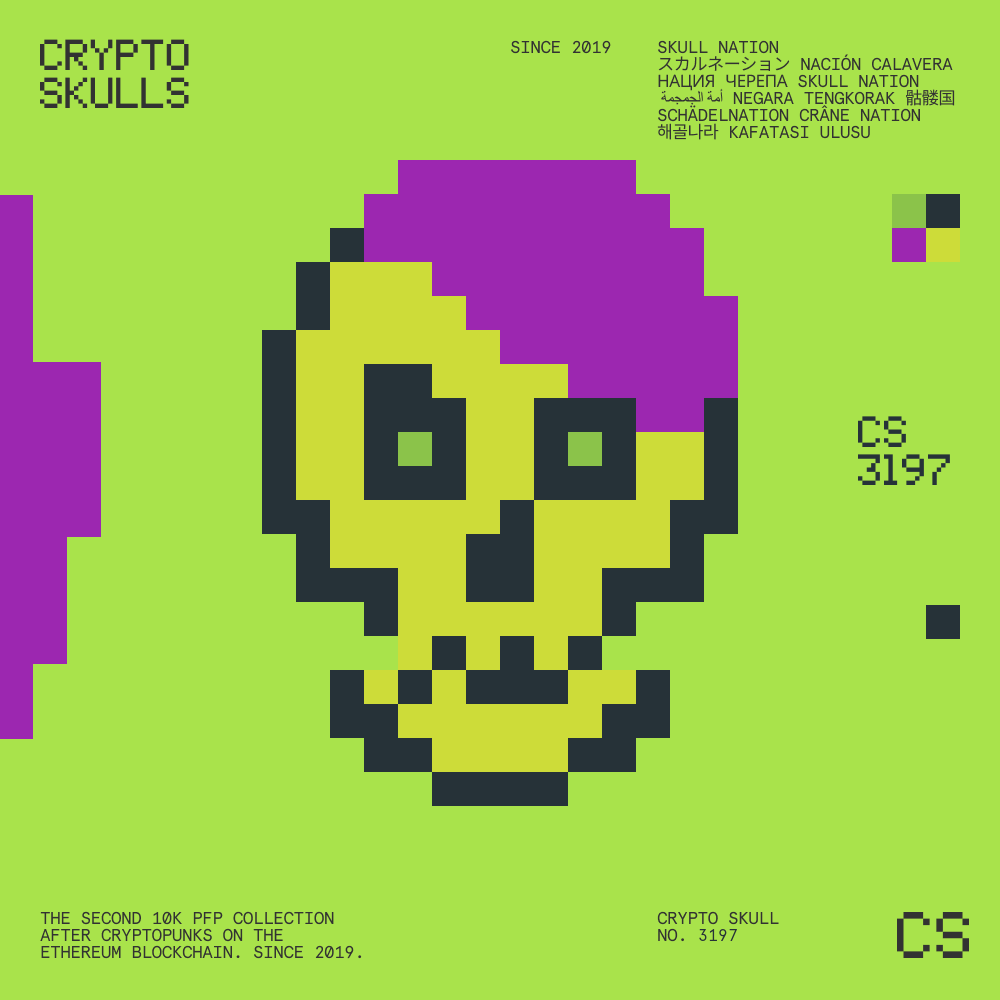 CRYPTO
SKULLS
SINCE 2019
SKULL NATION
スカルネーション NACIÓN CALAVERA
НАЦИЯ ЧЕРЕПА SKULL NATION
أمة الجمجمة NEGARA TENGKORAK 骷髅国
SCHÄDELNATION CRÂNE NATION
해골나라 KAFATASI ULUSU
CS
3197
THE SECOND 10K PFP COLLECTION
AFTER CRYPTOPUNKS ON THE
ETHEREUM BLOCKCHAIN. SINCE 2019.
CRYPTO SKULL
NO. 3197
CS